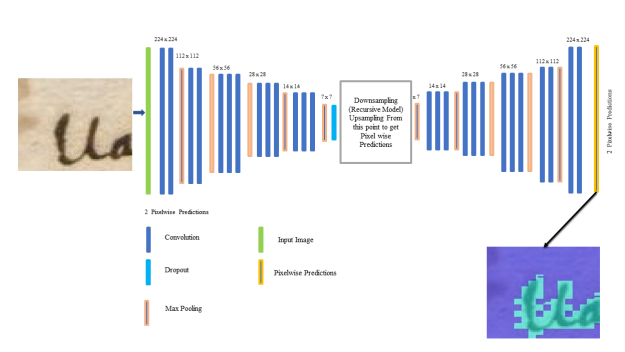 224 x 224
112 x 112
56 x 56
28 x 28
14 x 14
7 x 7
Downsampling
(Recursive Model)
Upsampling From
this point to get
Pixel wise
Predictions
x 7
14 x 14
28 x 28
56 x 56
112 x 112
224 x 224
2 Pixelwise Predictions
2 Pixelwise Predictions
Convolution
Input Image
Dropout
Pixelwise Predictions
Max Pooling